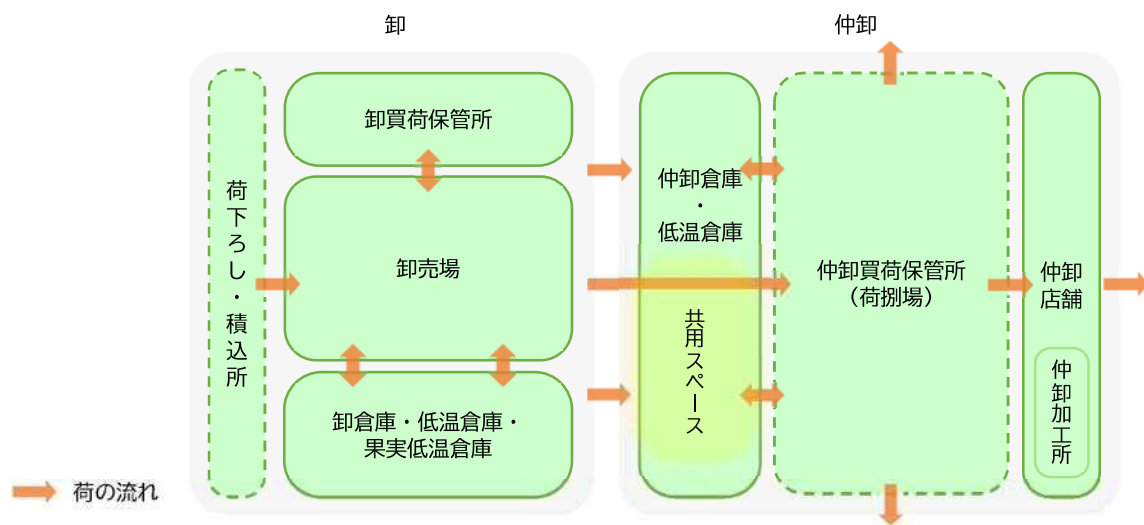 卸
仲卸
荷下ろし・積込所
卸買荷保管所
卸売場
卸倉庫・低温倉庫・
果実低温倉庫
仲卸倉庫
・
低温倉庫
共用スペース
仲卸買荷保管所
（荷捌場）
仲卸
店舗
仲卸加工所
荷の流れ